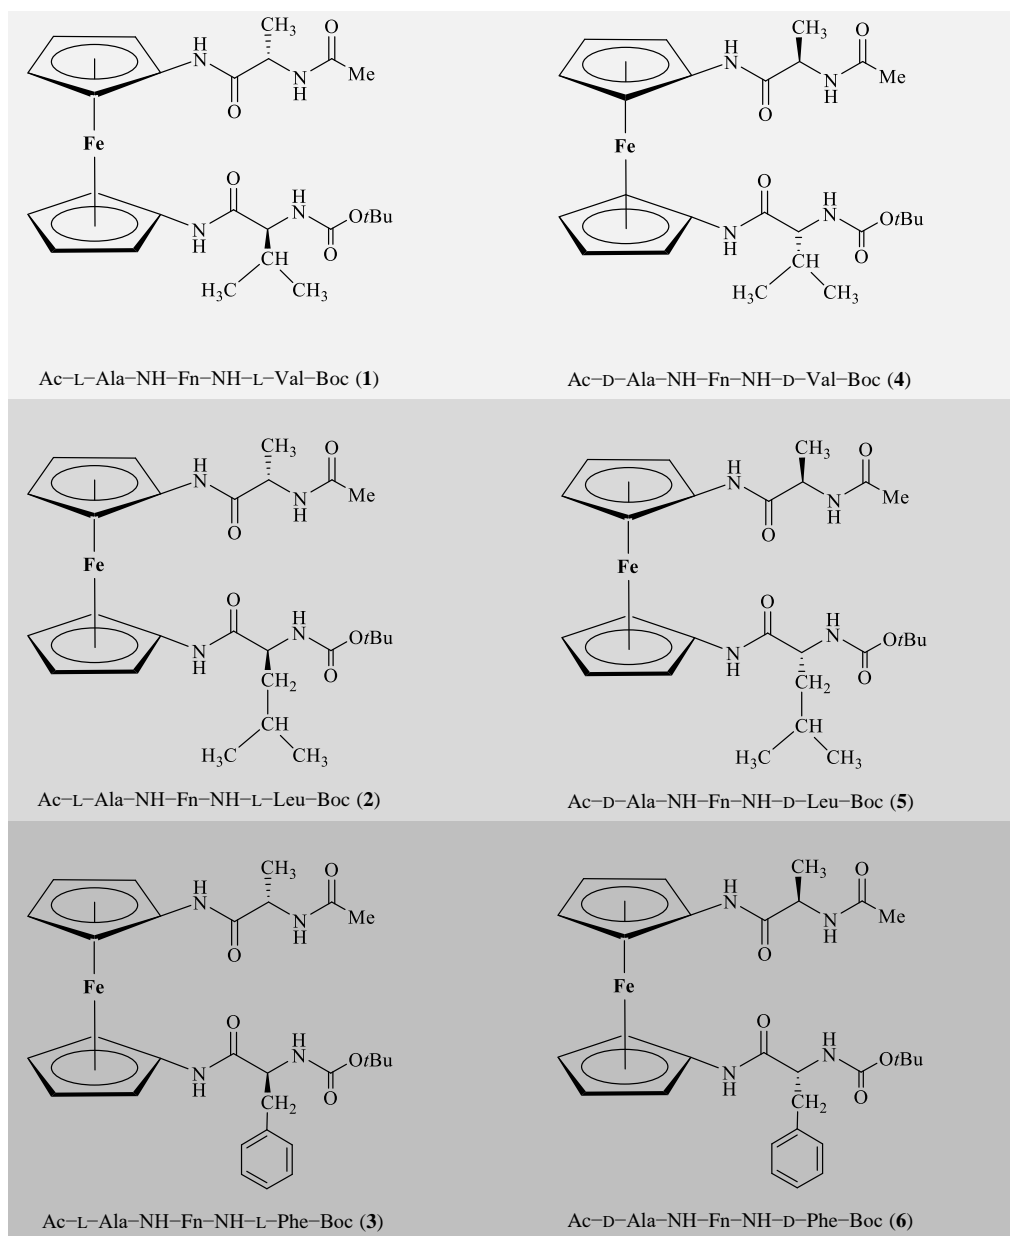 H
N
CH₃
O
O
N
H
Me
Fe
O
N
H
H
N
O
OtBu
CH
H₃C
CH₃
Ac–L–Ala–NH–Fn–NH–L–Val–Boc (1)
H
N
CH₃
O
O
N
H
Me
Fe
O
N
H
H
N
O
OtBu
CH
H₃C
CH₃
Ac–D–Ala–NH–Fn–NH–D–Val–Boc (4)
H
N
CH₃
O
O
N
H
Me
Fe
O
N
H
H
N
O
OtBu
CH₂
CH
H₃C
CH₃
Ac–L–Ala–NH–Fn–NH–L–Leu–Boc (2)
H
N
CH₃
O
O
N
H
Me
Fe
O
N
H
H
N
O
OtBu
CH₂
CH
H₃C
CH₃
Ac–D–Ala–NH–Fn–NH–D–Leu–Boc (5)
H
N
CH₃
O
O
N
H
Me
Fe
O
N
H
H
N
O
OtBu
CH₂
Ac–L–Ala–NH–Fn–NH–L–Phe–Boc (3)
H
N
CH₃
O
O
N
H
Me
Fe
O
N
H
H
N
O
OtBu
CH₂
Ac–D–Ala–NH–Fn–NH–D–Phe–Boc (6)